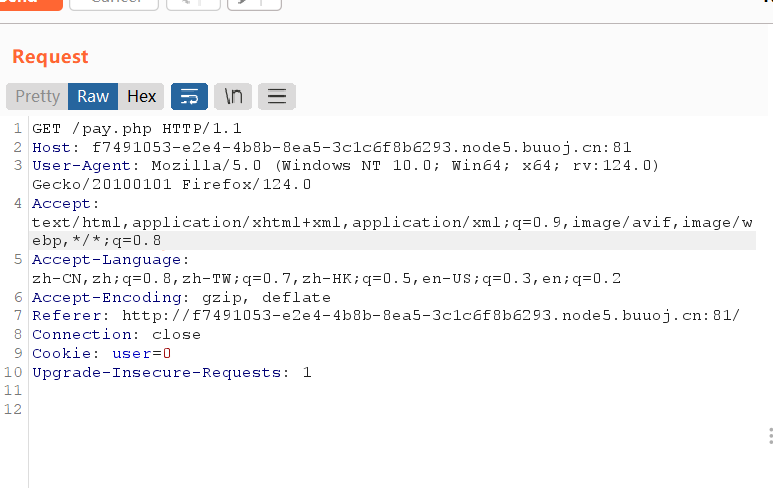 Send Cancel
Request
Pretty Raw Hex \n
1 GET /pay.php HTTP/1.1
2 Host: f7491053-e2e4-4b8b-8ea5-3c1c6f8b6293.node5.buuoj.cn:81
3 User-Agent: Mozilla/5.0 (Windows NT 10.0; Win64; x64; rv:124.0)
Gecko/20100101 Firefox/124.0
4 Accept:
text/html,application/xhtml+xml,application/xml;q=0.9,image/avif,image/w
ebp,*/*;q=0.8
5 Accept-Language:
zh-CN,zh;q=0.8,zh-TW;q=0.7,zh-HK;q=0.5,en-US;q=0.3,en;q=0.2
6 Accept-Encoding: gzip, deflate
7 Referer: http://f7491053-e2e4-4b8b-8ea5-3c1c6f8b6293.node5.buuoj.cn:81/
8 Connection: close
9 Cookie: user=0
10 Upgrade-Insecure-Requests: 1
11
12